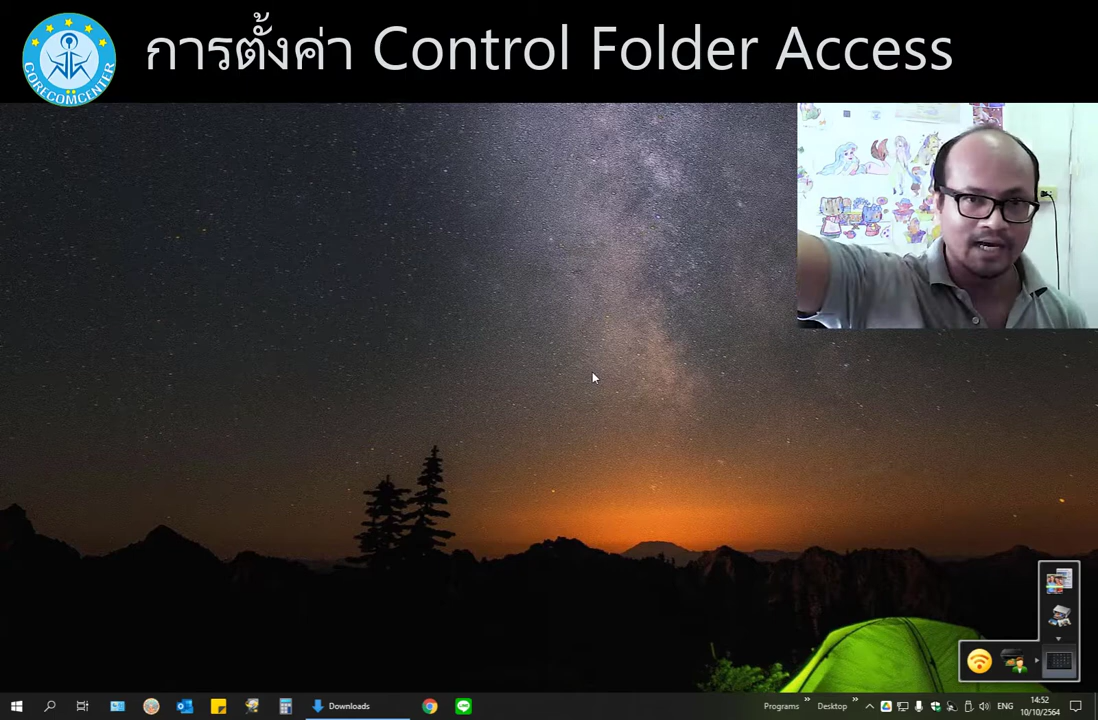 การตั้งค่า Control Folder Access
CORECOMCENTER
Downloads
Programs
Desktop
ENG
14:52
10/10/2564